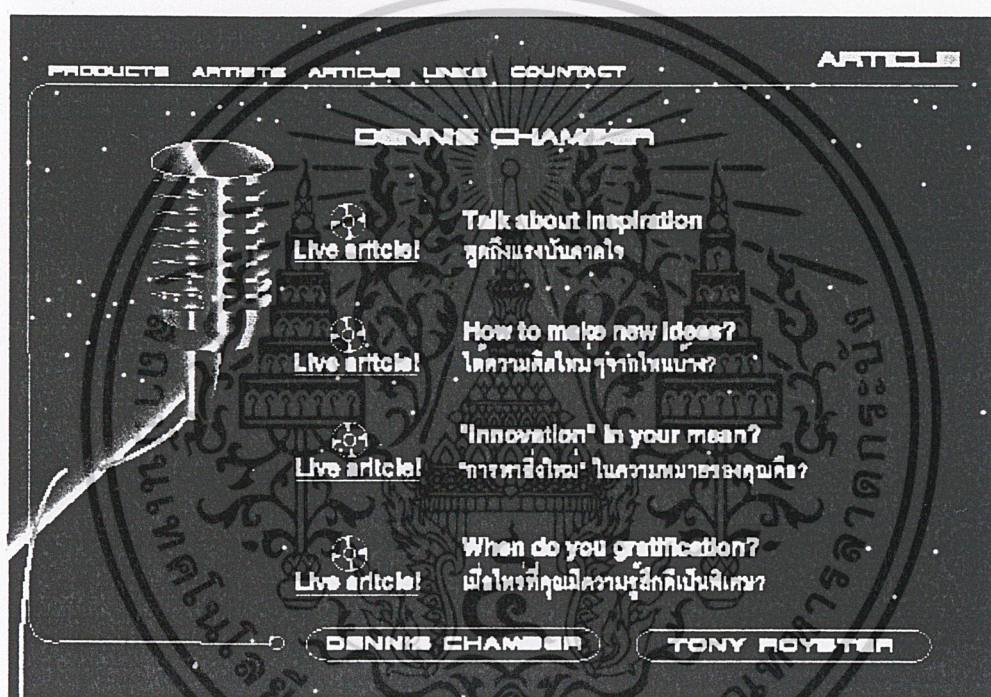 ARTICLE
PRODUCTS ARTISTS ARTICLE LINKS COUNTACT
DENNIS CHAMBER
Talk about inspiration
Live aritcle!
พูดถึงแรงบันดาลใจ
How to make new ideas?
Live aritcle!
ได้ความคิดใหม่ ๆจากไหนบ้าง?
"Innovation" in your mean?
Live aritcle!
"การหาสิ่งใหม่" ในความหมายของคุณคือ?
When do you gratification?
Live aritcle!
เมื่อไหร่ที่คุณมีความรู้สึกดีเป็นพิเศษ?
DENNIS CHAMBER
TONY ROYSTER